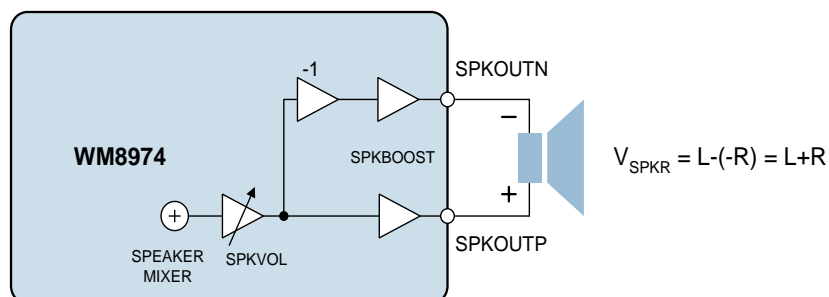 -1
SPKOUTN
−
WM8974
SPKBOOST
V_SPKR = L-(-R) = L+R
+
+
SPEAKER
MIXER
SPKVOL
SPKOUTP